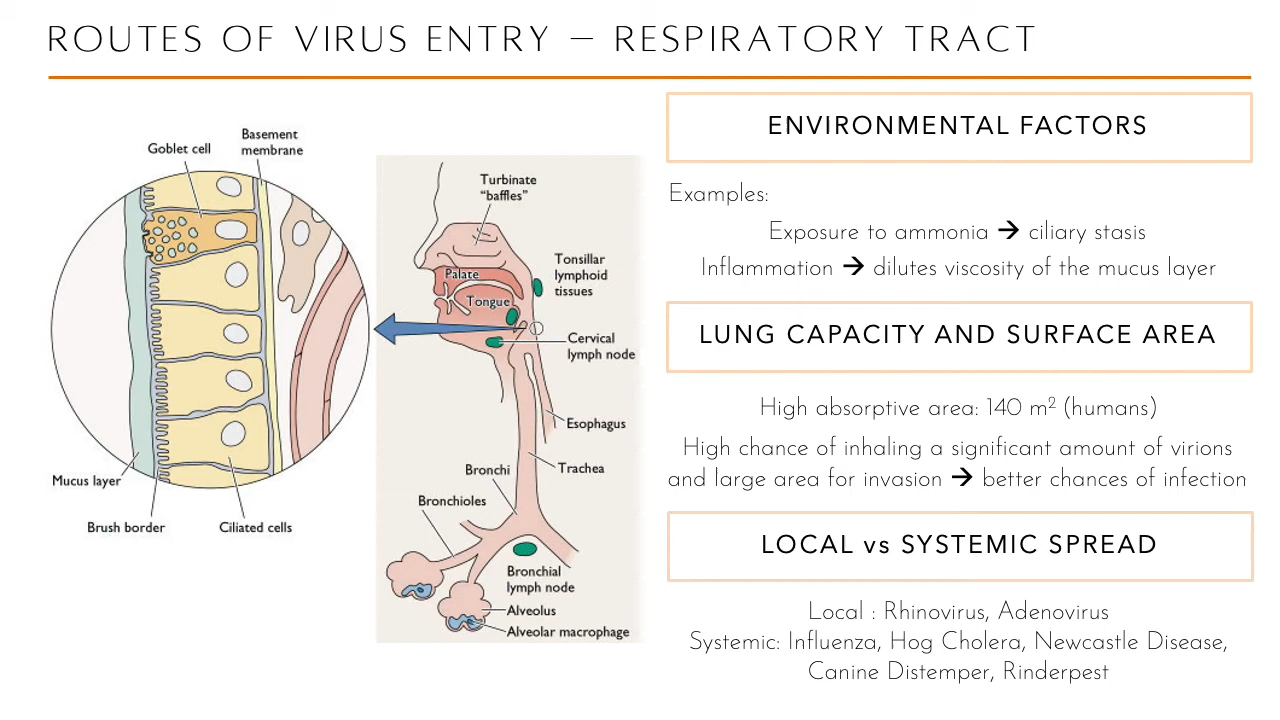 ROUTES OF VIRUS ENTRY – RESPIRATORY TRACT
Goblet cell
Basement
membrane
Mucus layer
Brush border
Ciliated cells
Turbinate
“baffles”
Palate
Tongue
Tonsillar
lymphoid
tissues
Cervical
lymph node
Esophagus
Trachea
Bronchi
Bronchioles
Bronchial
lymph node
Alveolus
Alveolar macrophage
ENVIRONMENTAL FACTORS
Examples:
Exposure to ammonia → ciliary stasis
Inflammation → dilutes viscosity of the mucus layer
LUNG CAPACITY AND SURFACE AREA
High absorptive area: 140 m² (humans)
High chance of inhaling a significant amount of virions
and large area for invasion → better chances of infection
LOCAL vs SYSTEMIC SPREAD
Local : Rhinovirus, Adenovirus
Systemic: Influenza, Hog Cholera, Newcastle Disease,
Canine Distemper, Rinderpest